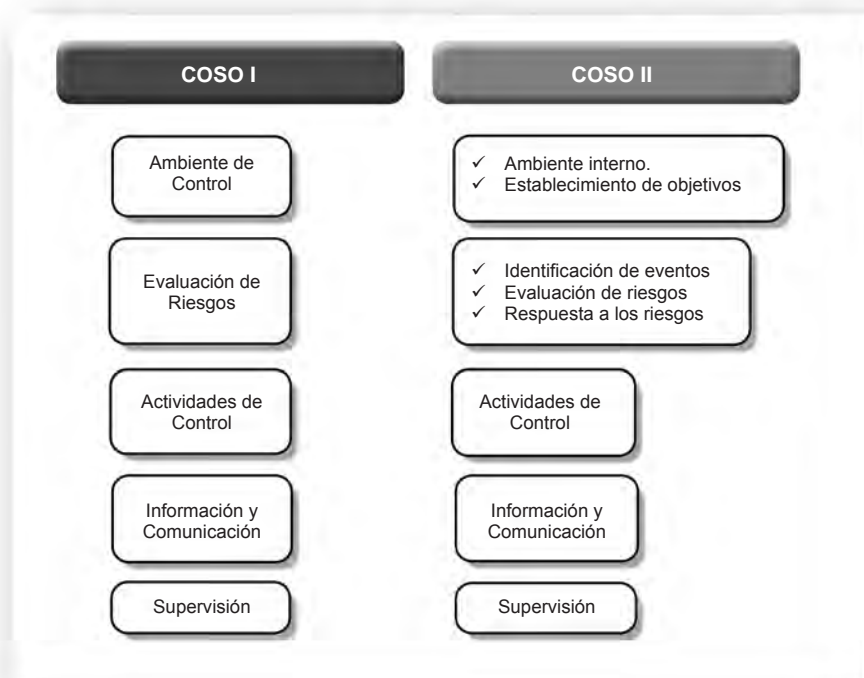 COSO I
COSO II
Ambiente de
Control
✓ Ambiente interno.
✓ Establecimiento de objetivos
Evaluación de
Riesgos
✓ Identificación de eventos
✓ Evaluación de riesgos
✓ Respuesta a los riesgos
Actividades de
Control
Actividades de
Control
Información y
Comunicación
Información y
Comunicación
Supervisión
Supervisión